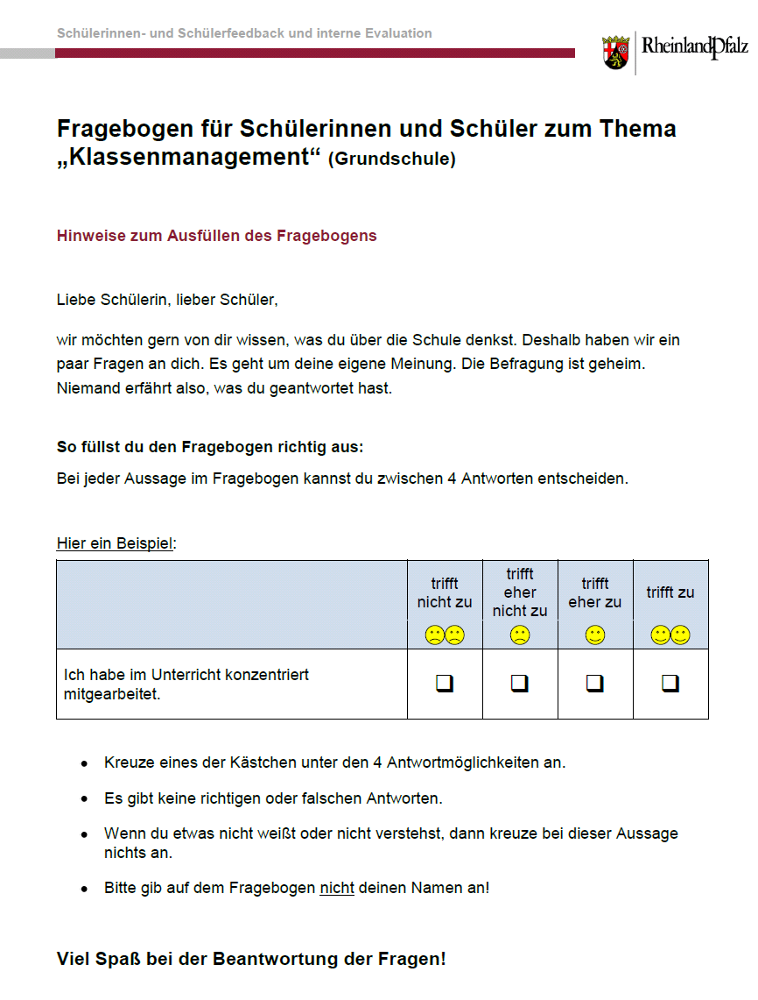 Schülerinnen- und Schülerfeedback und interne Evaluation
RheinlandPfalz
Fragebogen für Schülerinnen und Schüler zum Thema
„Klassenmanagement“ (Grundschule)
Hinweise zum Ausfüllen des Fragebogens
Liebe Schülerin, lieber Schüler,
wir möchten gern von dir wissen, was du über die Schule denkst. Deshalb haben wir ein
paar Fragen an dich. Es geht um deine eigene Meinung. Die Befragung ist geheim.
Niemand erfährt also, was du geantwortet hast.
So füllst du den Fragebogen richtig aus:
Bei jeder Aussage im Fragebogen kannst du zwischen 4 Antworten entscheiden.
Hier ein Beispiel:
trifft
nicht zu
trifft
eher
nicht zu
trifft
eher zu
trifft zu
Ich habe im Unterricht konzentriert
mitgearbeitet.
• Kreuze eines der Kästchen unter den 4 Antwortmöglichkeiten an.
• Es gibt keine richtigen oder falschen Antworten.
• Wenn du etwas nicht weißt oder nicht verstehst, dann kreuze bei dieser Aussage
nichts an.
• Bitte gib auf dem Fragebogen nicht deinen Namen an!
Viel Spaß bei der Beantwortung der Fragen!